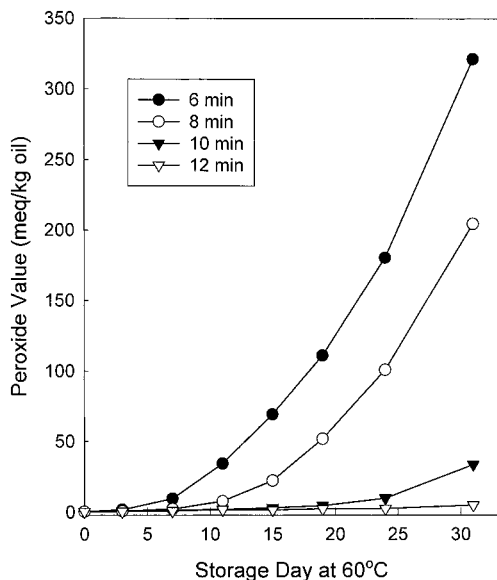 350
300
250
200
150
100
50
0
Peroxide Value (meq/kg oil)
6 min
8 min
10 min
12 min
0 5 10 15 20 25 30
Storage Day at 60°C